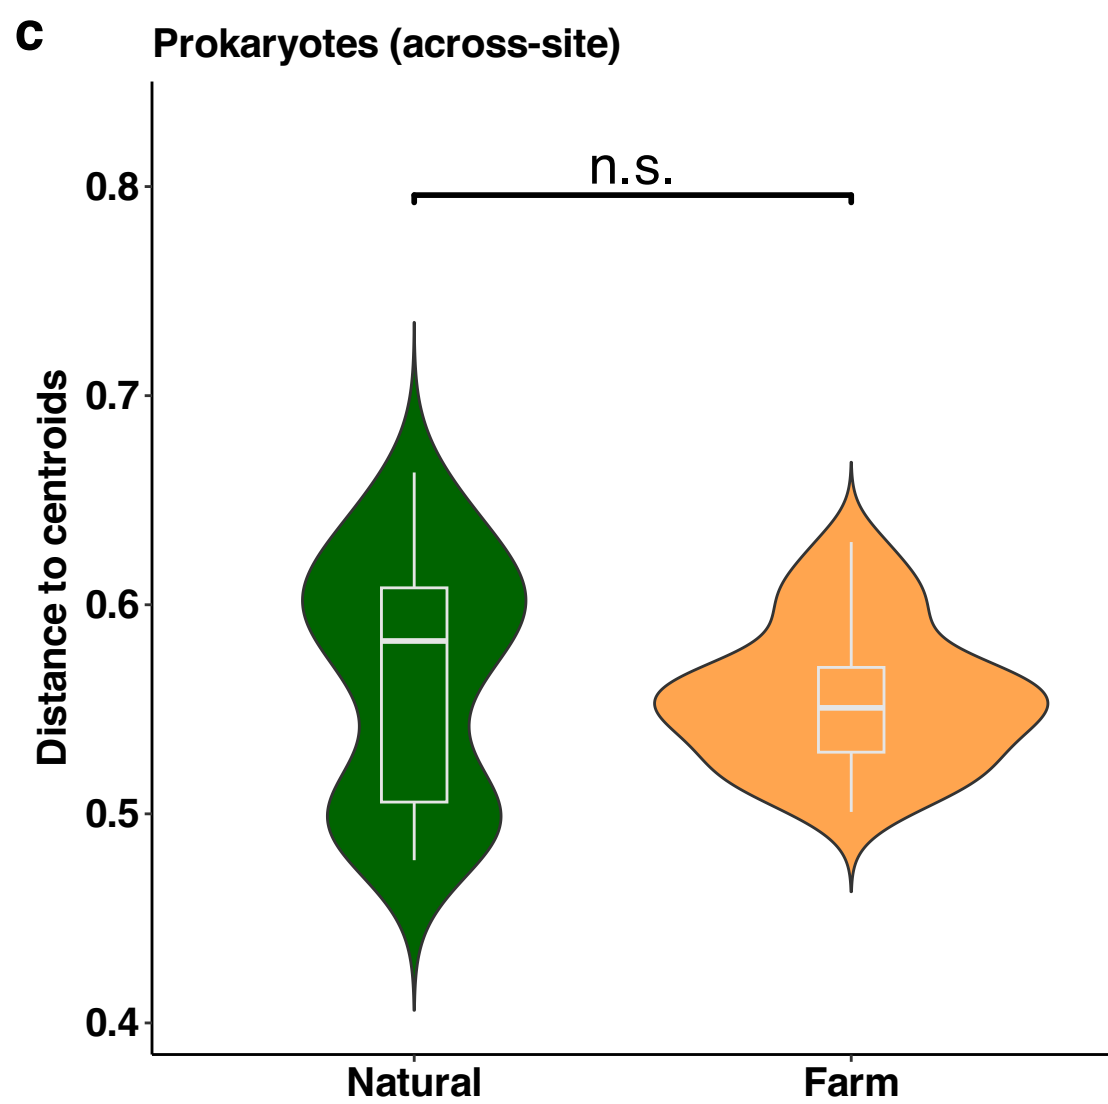 c
Prokaryotes (across-site)
n.s.
Distance to centroids
0.8
0.7
0.6
0.5
0.4
Natural
Farm